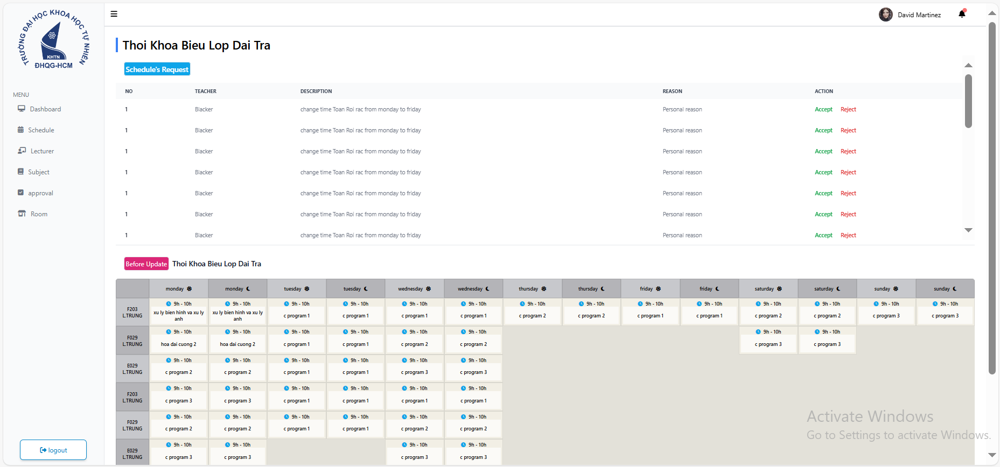 TRƯỜNG ĐẠI HỌC KHOA HỌC TỰ NHIÊN
KHTN
ĐHQG-HCM
David Martinez
MENU
Dashboard
Schedule
Lecturer
Subject
approval
Room
logout
Thoi Khoa Bieu Lop Dai Tra
Schedule's Request
NO TEACHER DESCRIPTION REASON ACTION
1 Blacker change time Toan Roi rac from monday to friday Personal reason Accept Reject
1 Blacker change time Toan Roi rac from monday to friday Personal reason Accept Reject
1 Blacker change time Toan Roi rac from monday to friday Personal reason Accept Reject
1 Blacker change time Toan Roi rac from monday to friday Personal reason Accept Reject
1 Blacker change time Toan Roi rac from monday to friday Personal reason Accept Reject
1 Blacker change time Toan Roi rac from monday to friday Personal reason Accept Reject
1 Blacker change time Toan Roi rac from monday to friday Personal reason Accept Reject
Before Update Thoi Khoa Bieu Lop Dai Tra
monday monday tuesday tuesday wednesday wednesday thursday thursday friday friday saturday saturday sunday sunday
9h - 10h 9h - 10h 9h - 10h 9h - 10h 9h - 10h 9h - 10h 9h - 10h 9h - 10h 9h - 10h 9h - 10h 9h - 10h 9h - 10h 9h - 10h 9h - 10h
F203 L.TRUNG xu ly bien hinh va xu ly anh xu ly bien hinh va xu ly anh c program 1 c program 1 c program 1 c program 1 c program 2 c program 2 c program 1 c program 1 c program 2 c program 2 c program 3 c program 3
9h - 10h 9h - 10h 9h - 10h 9h - 10h 9h - 10h 9h - 10h 9h - 10h 9h - 10h
F029 L.TRUNG hoa dai cuong 2 hoa dai cuong 2 c program 1 c program 1 c program 2 c program 2 c program 3 c program 3
9h - 10h 9h - 10h 9h - 10h 9h - 10h 9h - 10h 9h - 10h
E029 L.TRUNG c program 2 c program 2 c program 1 c program 1 c program 3 c program 3
9h - 10h 9h - 10h 9h - 10h 9h - 10h 9h - 10h 9h - 10h
F203 L.TRUNG c program 3 c program 3 c program 1 c program 1 c program 1 c program 1
9h - 10h 9h - 10h 9h - 10h 9h - 10h 9h - 10h 9h - 10h
F029 L.TRUNG c program 2 c program 2 c program 1 c program 1 c program 2 c program 2
9h - 10h 9h - 10h 9h - 10h 9h - 10h
E029 L.TRUNG c program 3 c program 3 c program 3 c program 3
Activate Windows
Go to Settings to activate Windows.